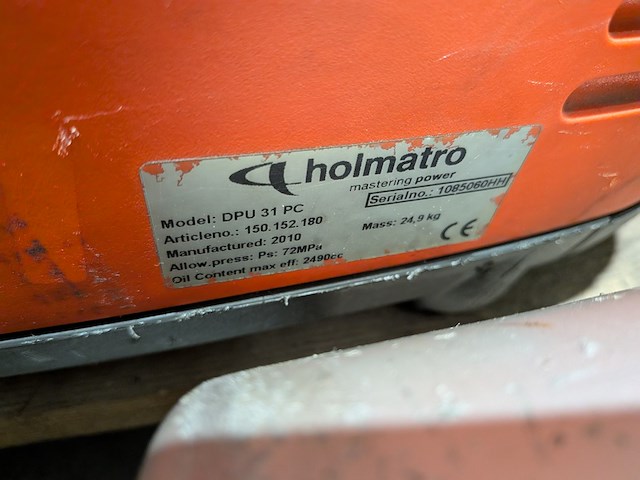 holmatro
mastering power
Serialno.: 1085060HH
Model: DPU 31 PC
Articleno.: 150.152.180
Mass: 24,9 kg
Manufactured: 2010
Allow.press: Ps: 72MPa
Oil Content max eff: 2490cc
CE